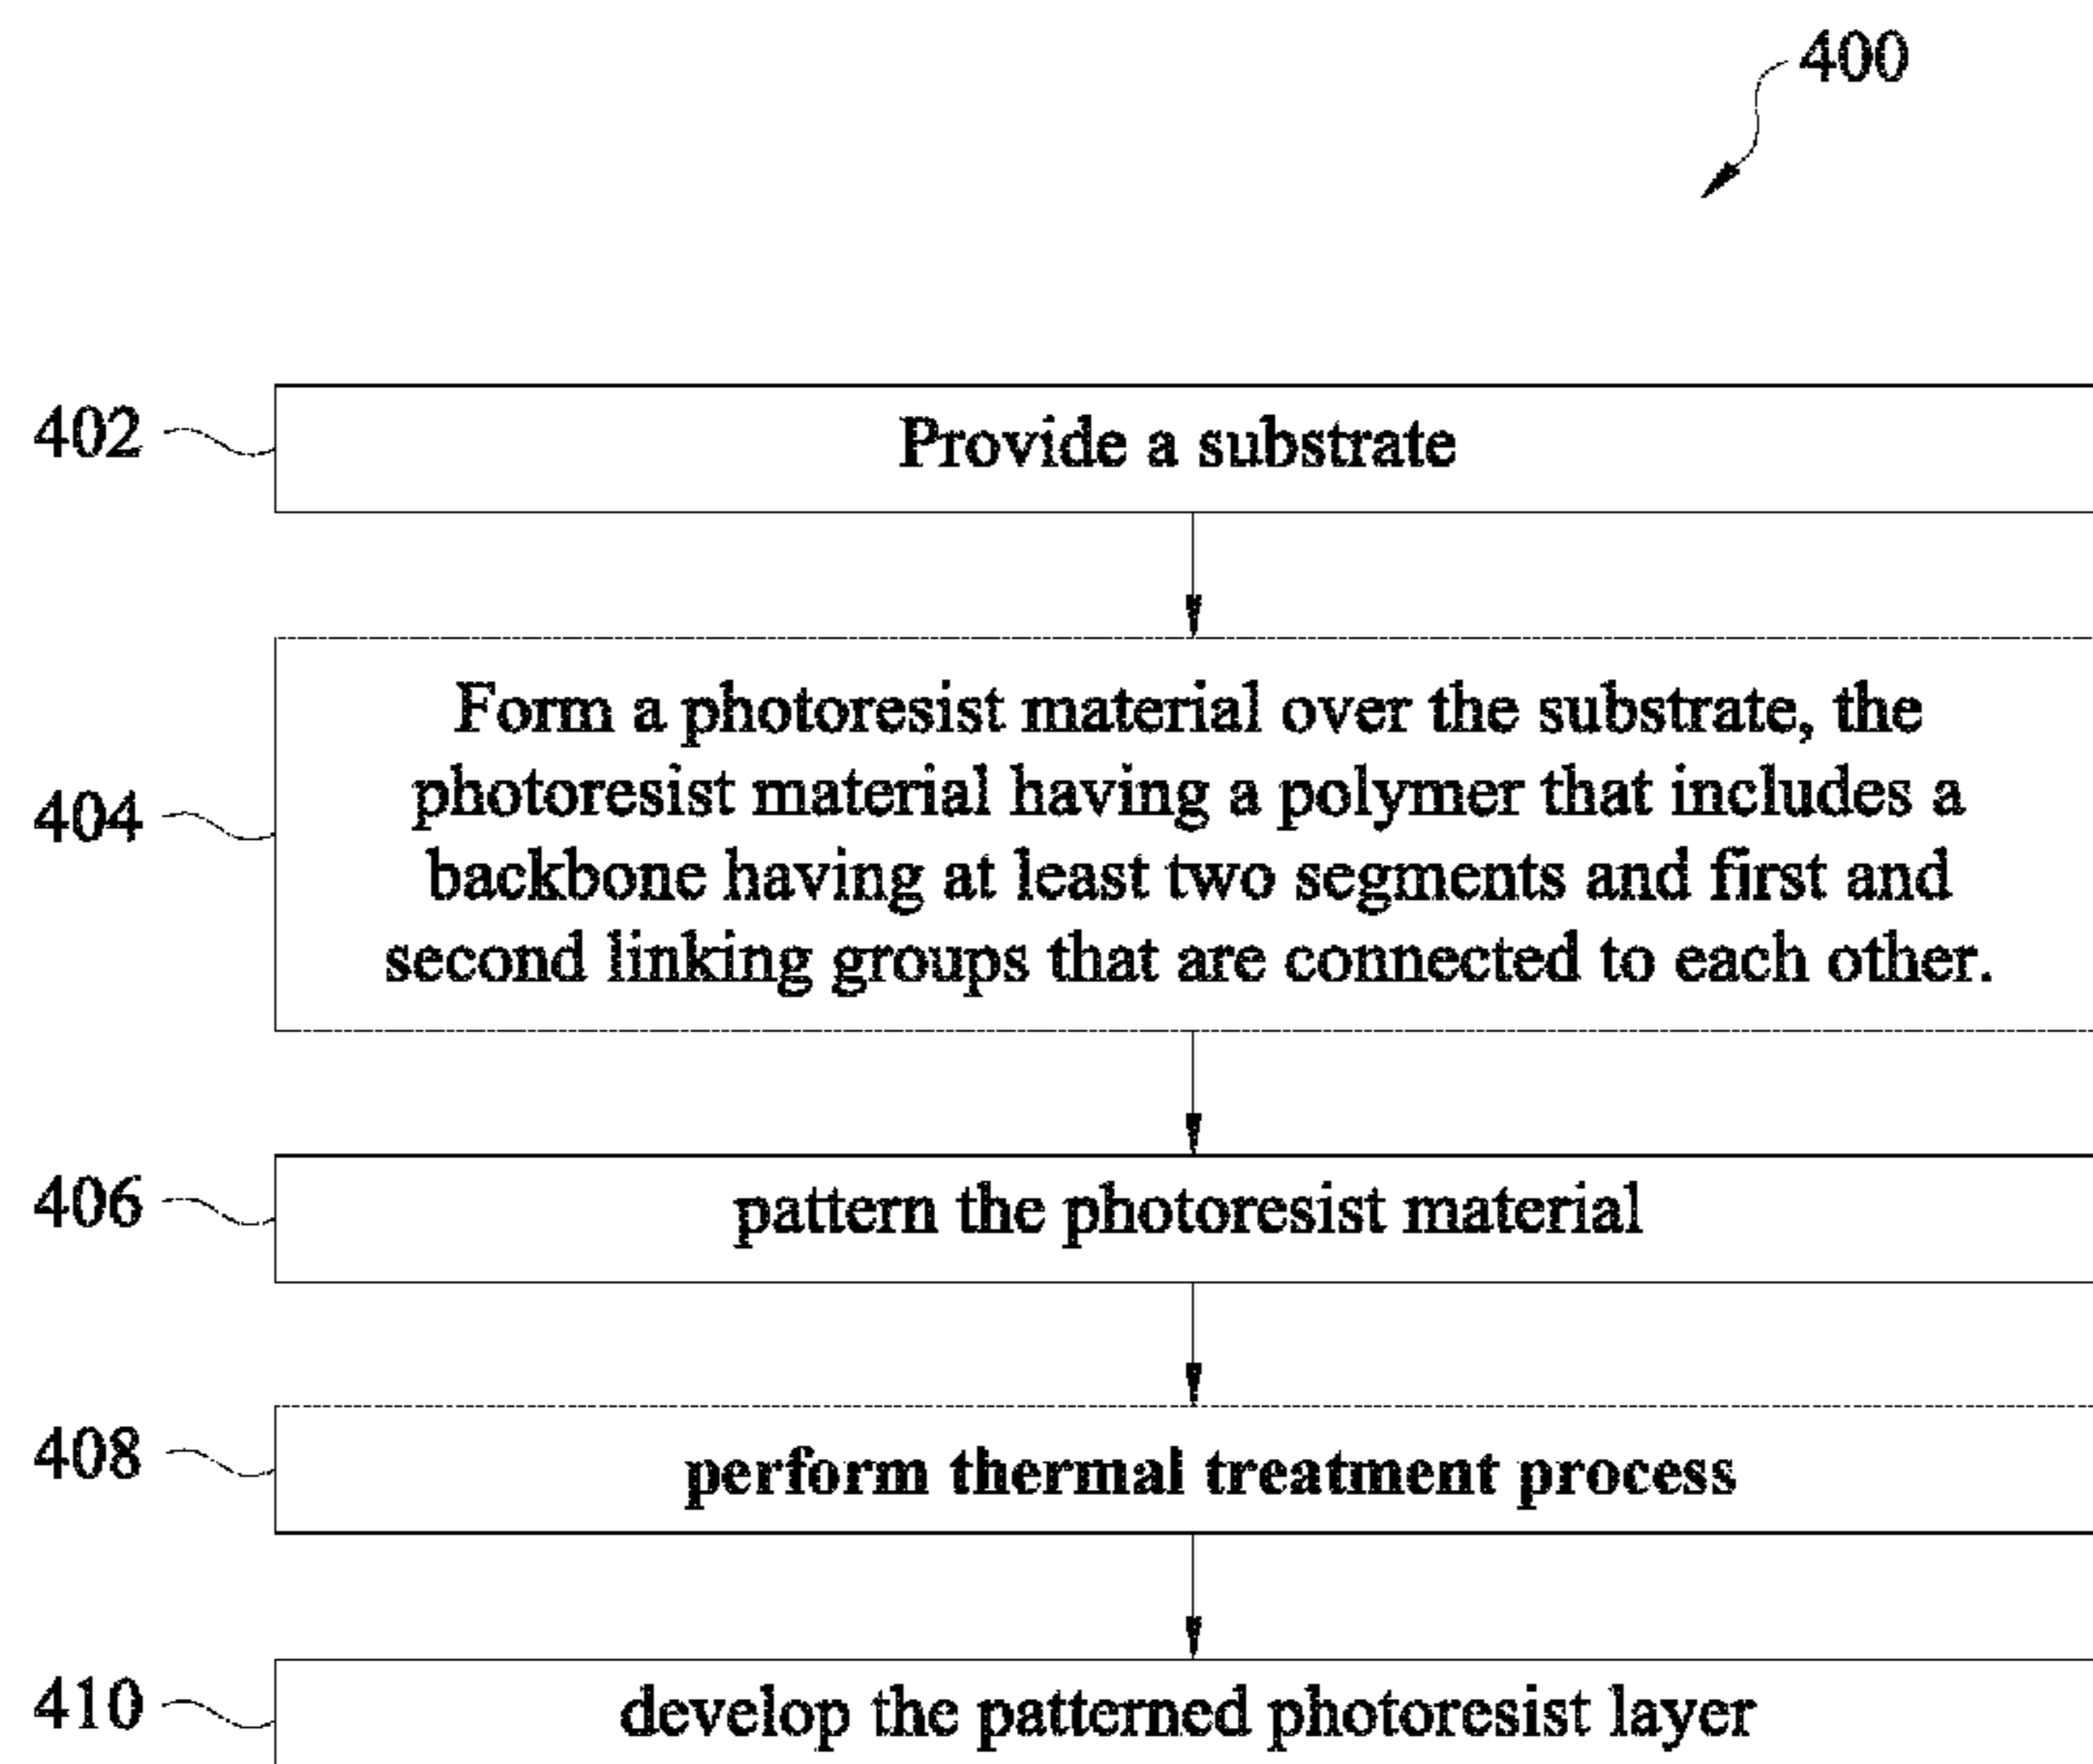 400
402
Provide a substrate
404
Form a photoresist material over the substrate, the
photoresist material having a polymer that includes a
backbone having at least two segments and first and
second linking groups that are connected to each other.
406
pattern the photoresist material
408
perform thermal treatment process
410
develop the patterned photoresist layer